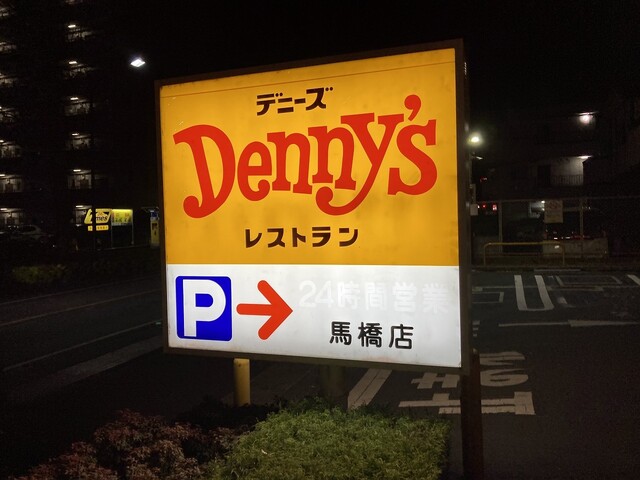 デニーズ
Denny's
レストラン
P
24時間営業
馬橋店
Times